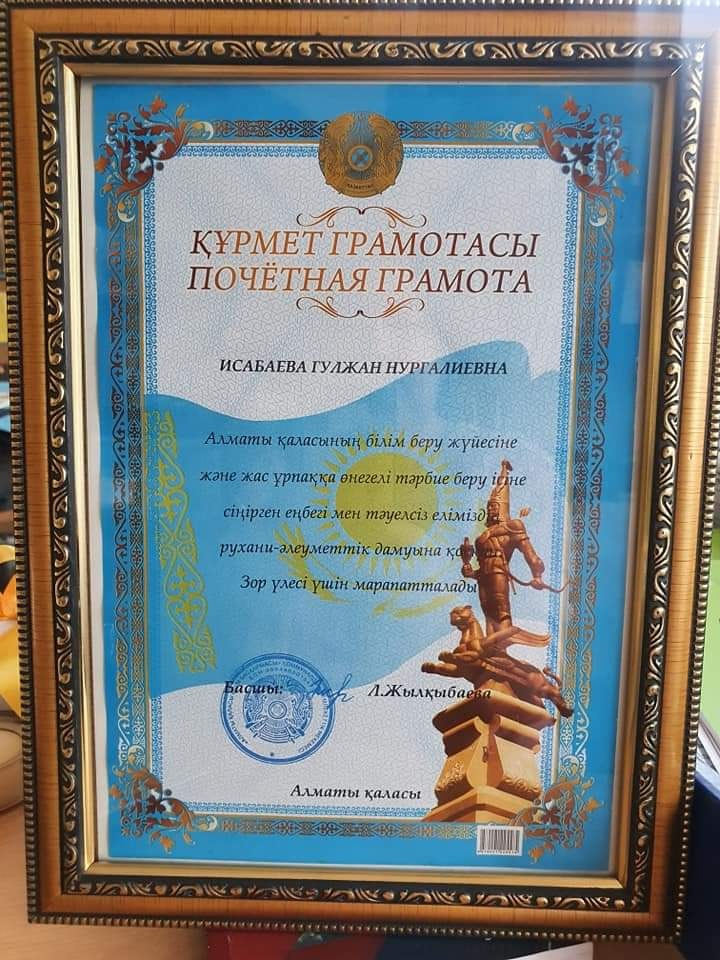 ҚҰРМЕТ ГРАМОТАСЫ
ПОЧЁТНАЯ ГРАМОТА
ИСАБАЕВА ГУЛЖАН НУРГАЛИЕВНА
Алматы қаласының білім беру жүйесіне
және жас ұрпаққа өнегелі тәрбие беру ісіне
сіңірген еңбегі мен тәуелсіз еліміздің
рухани-әлеуметтік дамуына қосқан
Зор үлесі үшін марапатталады
Басшы: Л.Жылқыбаева
Алматы қаласы